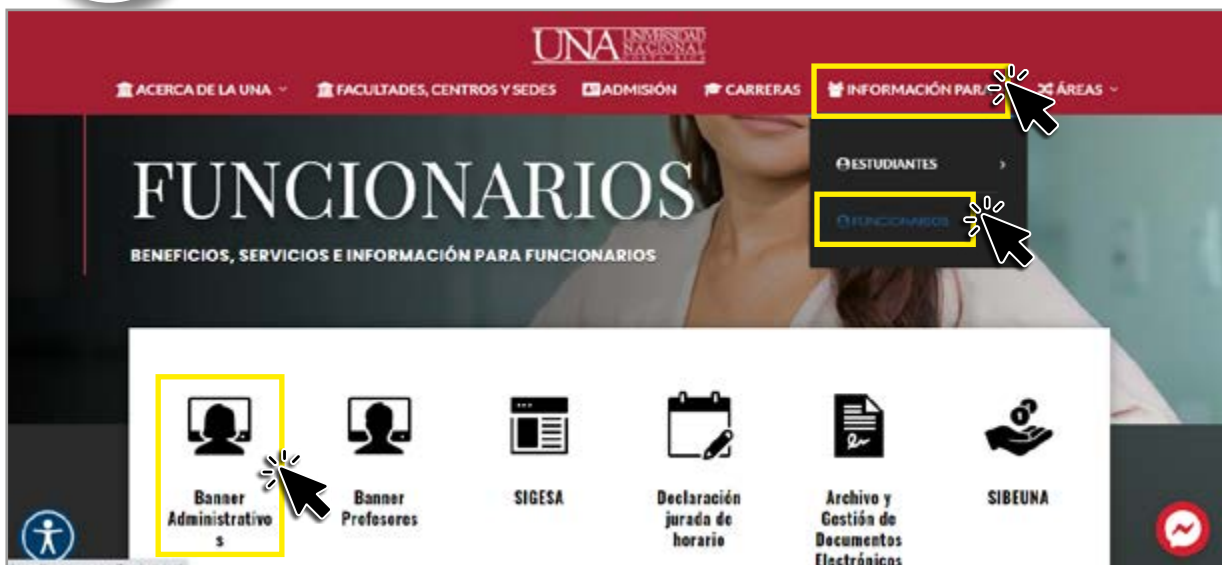 UNA UNIVERSIDAD
NACIONAL
COSTA RICA
ACERCA DE LA UNA
FACULTADES, CENTROS Y SEDES
ADMISIÓN
CARRERAS
INFORMACIÓN PARA
ÁREAS
ESTUDIANTES
FUNCIONARIOS
FUNCIONARIOS
BENEFICIOS, SERVICIOS E INFORMACIÓN PARA FUNCIONARIOS
Banner
Administrativo
s
Banner
Profesores
SIGESA
Declaración
jurada de
horario
Archivo y
Gestión de
Documentos
Electrónicos
SIBEUNA